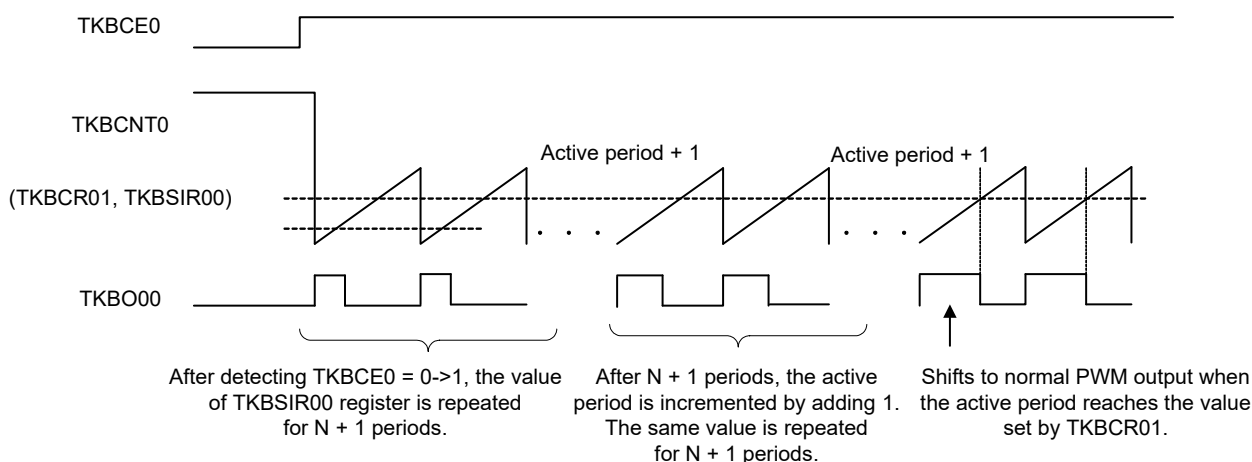 TKBCE0
TKBCNT0
Active period + 1
Active period + 1
(TKBCR01, TKBSIR00)
. . .
. . .
TKBO00
After detecting TKBCE0 = 0->1, the value
of TKBSIR00 register is repeated
for N + 1 periods.
After N + 1 periods, the active
period is incremented by adding 1.
The same value is repeated
for N + 1 periods.
Shifts to normal PWM output when
the active period reaches the value
set by TKBCR01.